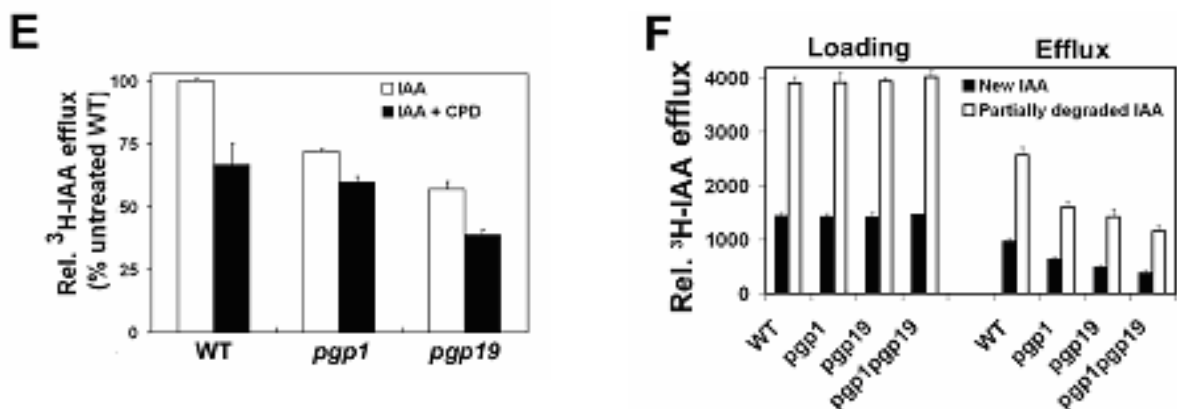 E
Rel. ³H-IAA efflux
(% untreated WT)
100
75
50
25
0
IAA
IAA + CPD
WT
pgp1
pgp19
F
Loading
Efflux
Rel. ³H-IAA efflux
4000
3000
2000
1000
0
New IAA
Partially degraded IAA
WT
pgp1
pgp19
pgp1pgp19
WT
pgp1
pgp19
pgp1pgp19